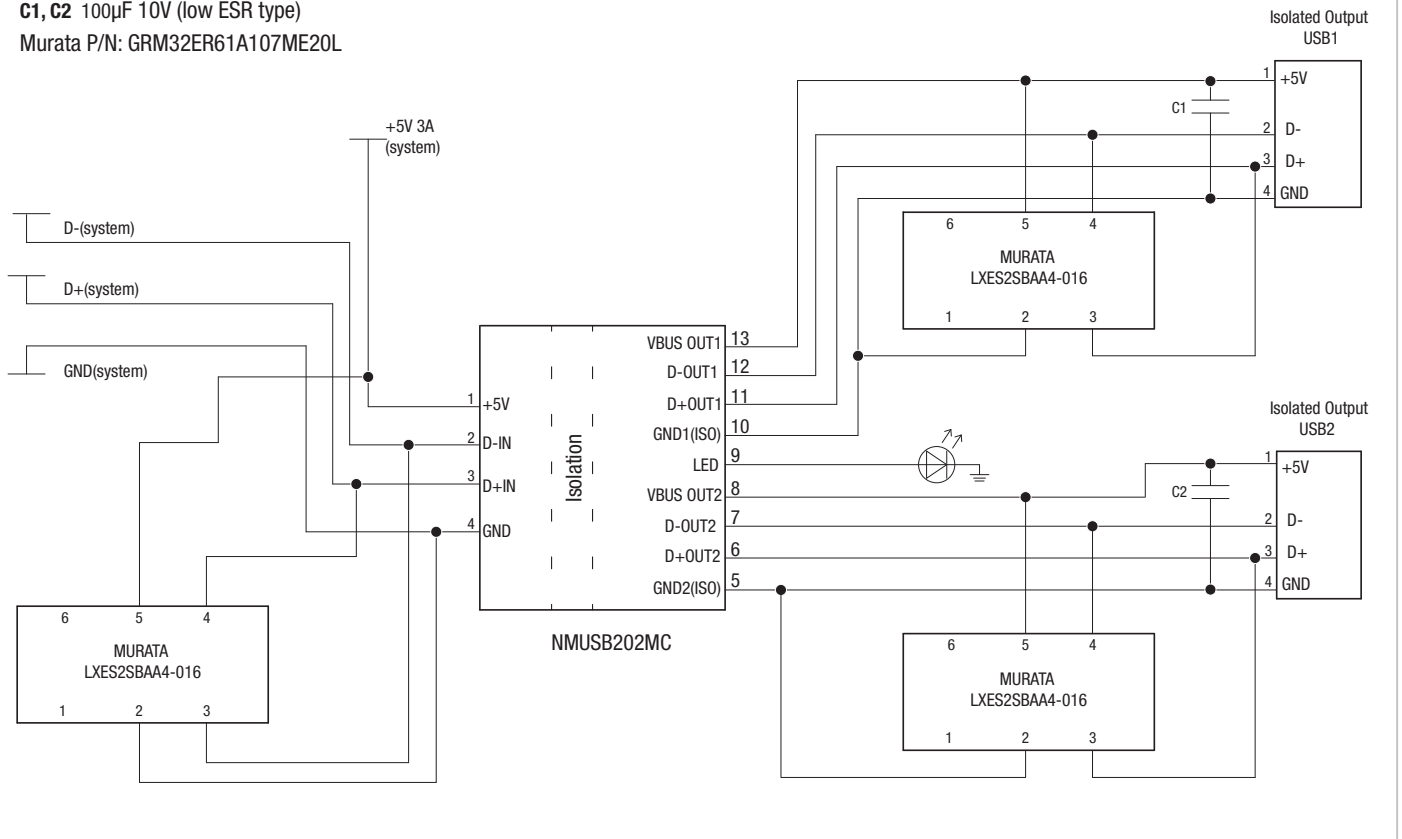 C1, C2 100µF 10V (low ESR type)
Murata P/N: GRM32ER61A107ME20L
Isolated Output
USB1
1 +5V
C1
2 D-
3 D+
4 GND
+5V 3A
(system)
D-(system)
D+(system)
GND(system)
6 5 4
MURATA
LXES2SBAA4-016
1 2 3
1 +5V
2 D-IN
3 D+IN
4 GND
Isolation
VBUS OUT1 13
D-OUT1 12
D+OUT1 11
GND1(ISO) 10
LED 9
VBUS OUT2 8
D-OUT2 7
D+OUT2 6
GND2(ISO) 5
NMUSB202MC
Isolated Output
USB2
1 +5V
C2
2 D-
3 D+
4 GND
6 5 4
MURATA
LXES2SBAA4-016
1 2 3
6 5 4
MURATA
LXES2SBAA4-016
1 2 3